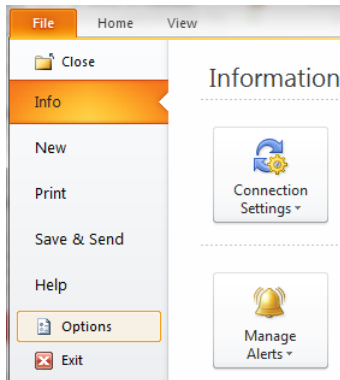 File Home View
Close
Info
New
Print
Save & Send
Help
Options
Exit
Information
Connection
Settings
Manage
Alerts